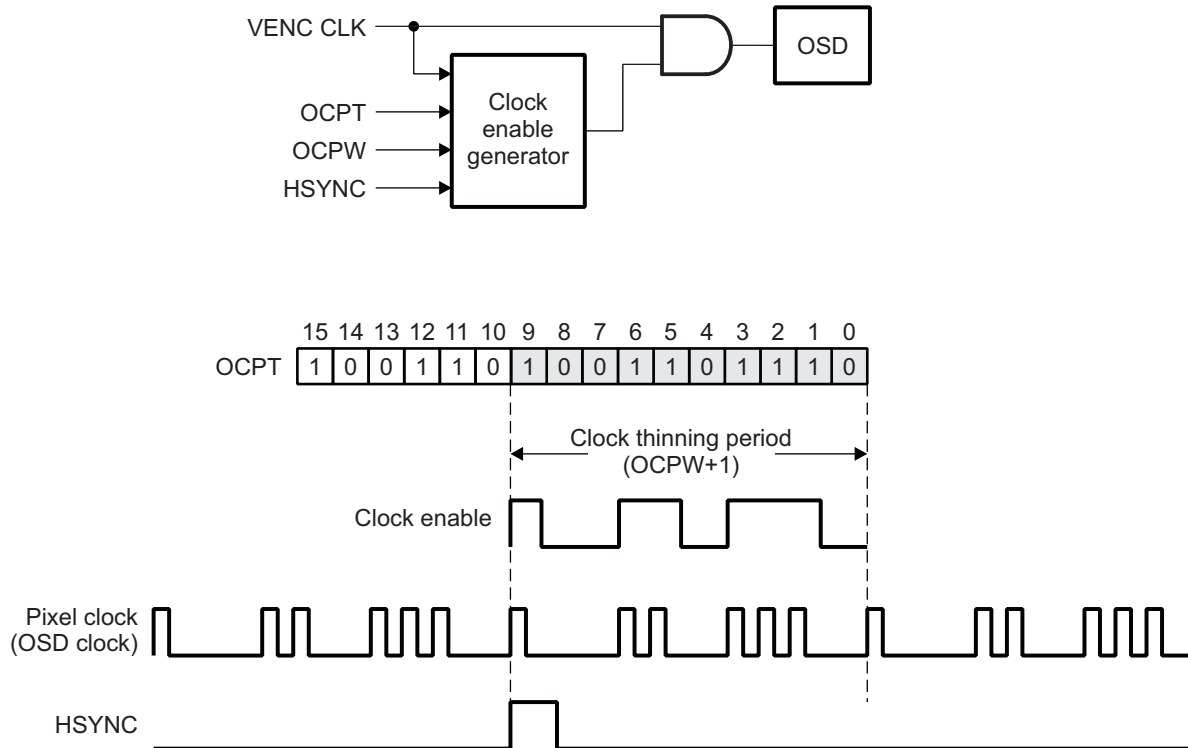 VENC CLK
OCPT
OCPW
HSYNC
Clock
enable
generator
OSD
15 14 13 12 11 10 9 8 7 6 5 4 3 2 1 0
OCPT 1 0 0 1 1 0 1 0 0 1 1 0 1 1 1 0
Clock thinning period
(OCPW+1)
Clock enable
Pixel clock
(OSD clock)
HSYNC